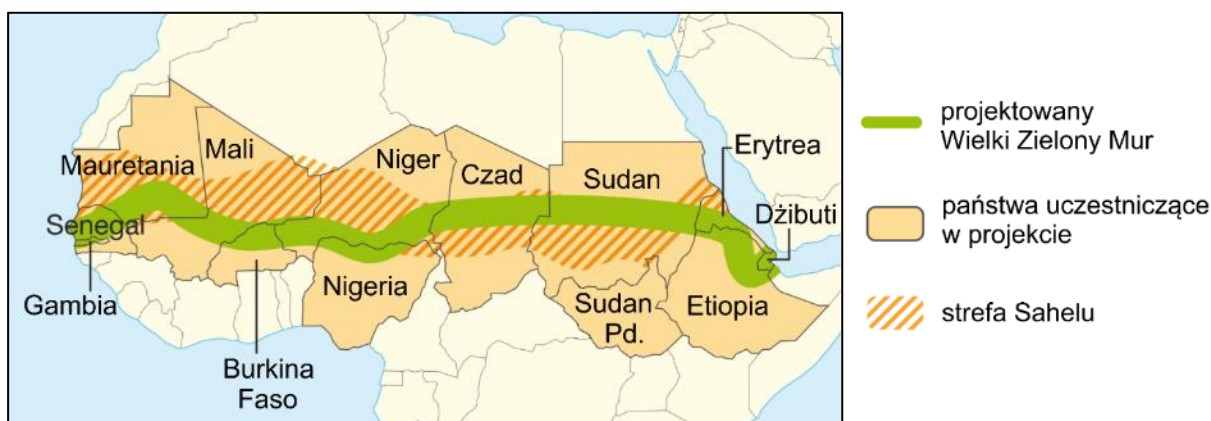 Mauretania
Mali
Niger
Czad
Sudan
Erytrea
Dżibuti
Senegal
Gambia
Burkina
Faso
Nigeria
Sudan
Pd.
Etiopia
projektowany
Wielki Zielony Mur
państwa uczestniczące
w projekcie
strefa Sahelu